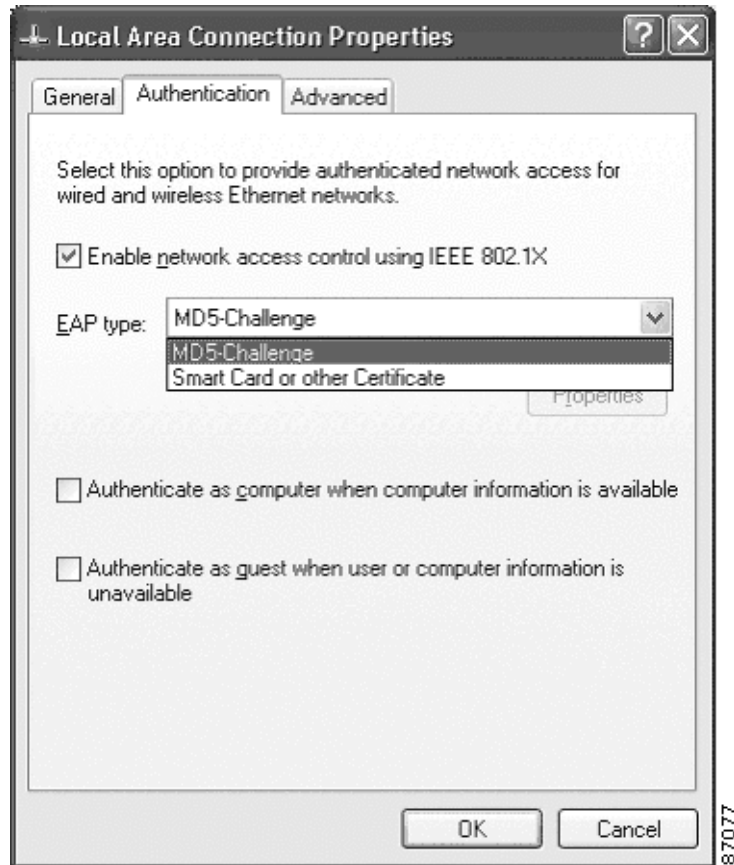 Local Area Connection Properties
General Authentication Advanced
Select this option to provide authenticated network access for
wired and wireless Ethernet networks.
Enable network access control using IEEE 802.1X
EAP type: MD5-Challenge
MD5-Challenge
Smart Card or other Certificate
Properties
Authenticate as computer when computer information is available
Authenticate as guest when user or computer information is
unavailable
OK Cancel
87077